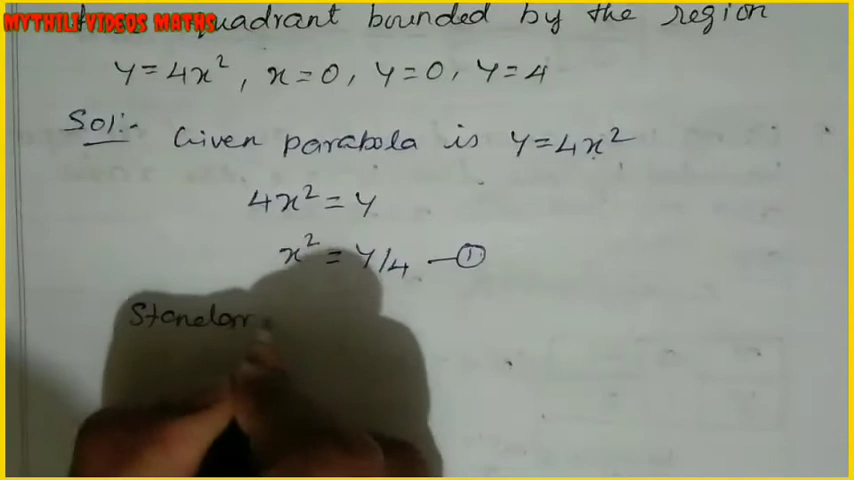 MYTHILI VIDEOS MATHS
quadrant bounded by the region
y=4x², x=0, y=0, y=4
Sol:- Given parabola is y=4x²
4x²=y
x²=y/4 —①
Standar